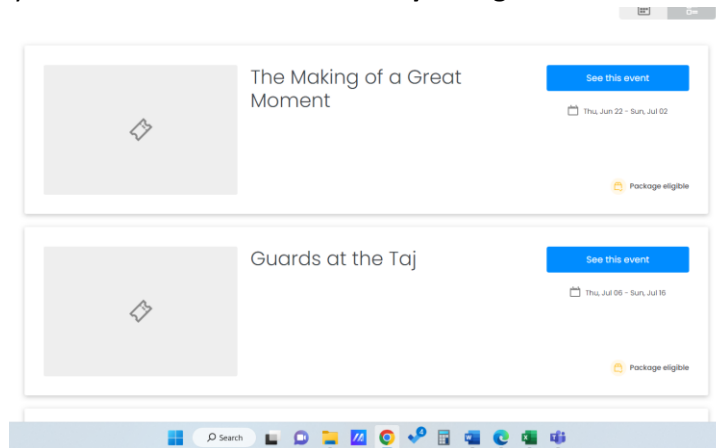 The Making of a Great
Moment
See this event
Thu, Jun 22 - Sun, Jul 02
Package eligible
Guards at the Taj
See this event
Thu, Jul 06 - Sun, Jul 16
Package eligible
Search